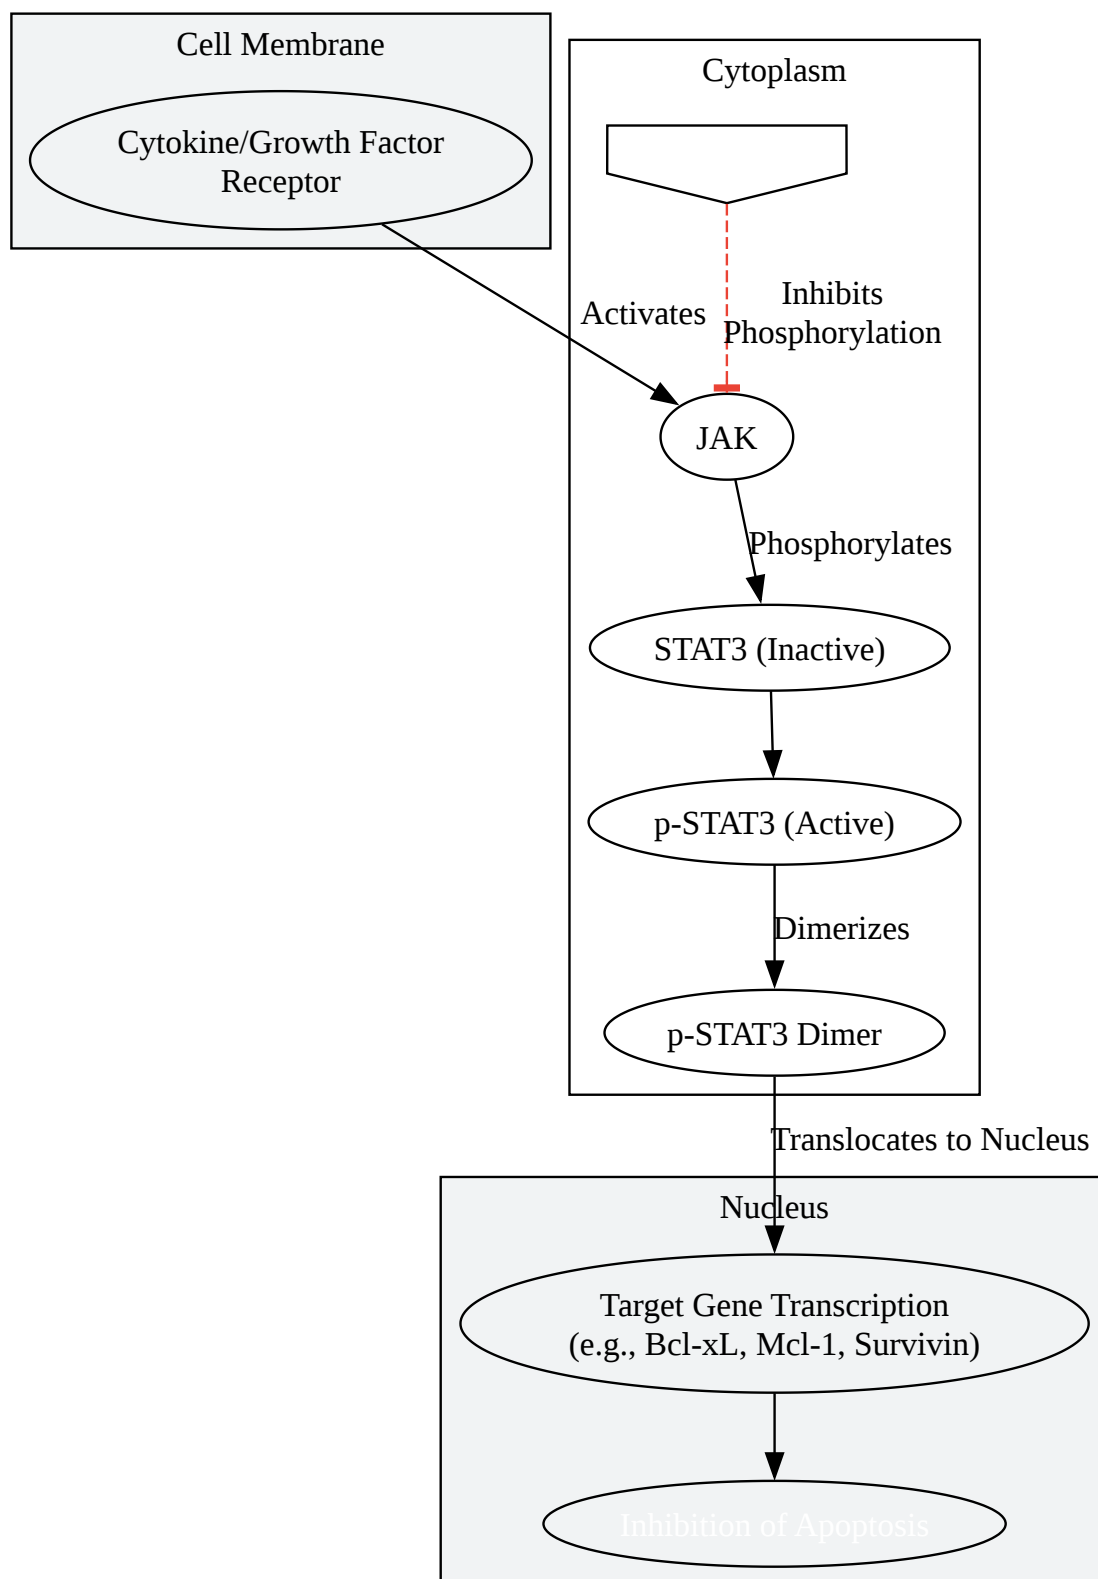 Cell Membrane
Cytokine/Growth Factor
Receptor
Cytoplasm
Activates
Inhibits
Phosphorylation
JAK
Phosphorylates
STAT3 (Inactive)
p-STAT3 (Active)
Dimerizes
p-STAT3 Dimer
Translocates to Nucleus
Nucleus
Target Gene Transcription
(e.g., Bcl-xL, Mcl-1, Survivin)
Inhibition of Apoptosis